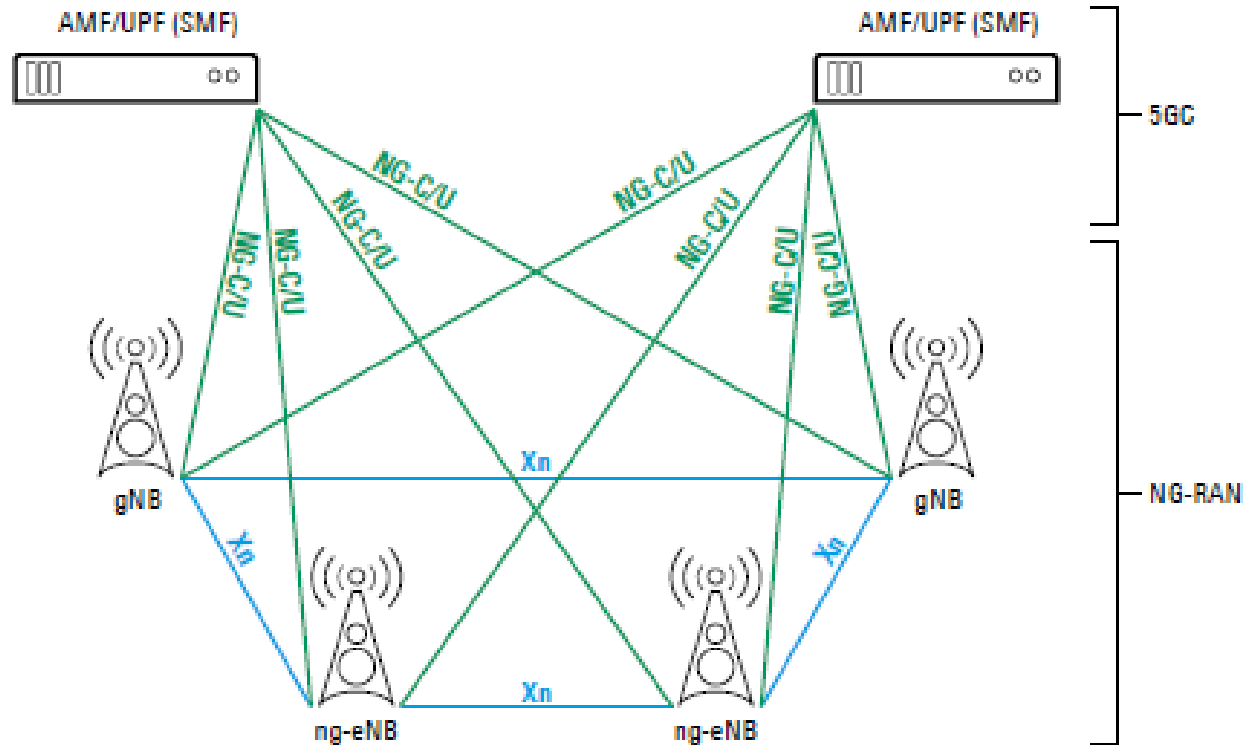 AMF/UPF (SMF)
AMF/UPF (SMF)
5GC
NG-C/U
NG-C/U
NG-C/U
NG-C/U
NG-C/U
NG-C/U
NG-C/U
NG-C/U
Xn
gNB
gNB
NG-RAN
Xn
Xn
Xn
ng-eNB
ng-eNB